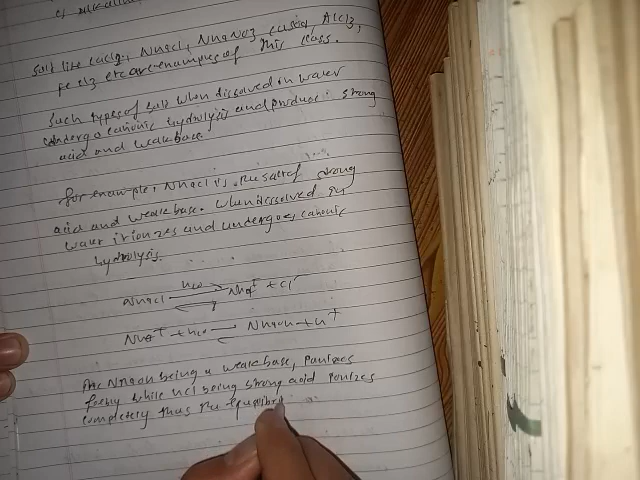 salt like CuCl2, NH4Cl, NH4NO3 CuSO4, AlCl3,
FeCl3 etc are examples of this class.
Such types of salt when dissolved in water
undergo cationic hydrolysis and produce strong
acid and weak base.
for example, NH4Cl is the salt of strong
acid and weak base. When dissolved in
water it ionizes and undergoes cationic
hydrolysis.
NH4Cl H2O ⇌ NH4+ + Cl-
NH4+ + H2O ⇌ NH4OH + H+
NH4OH being a weak base, ionizes
feebly while HCl being strong acid ionizes
completely thus the